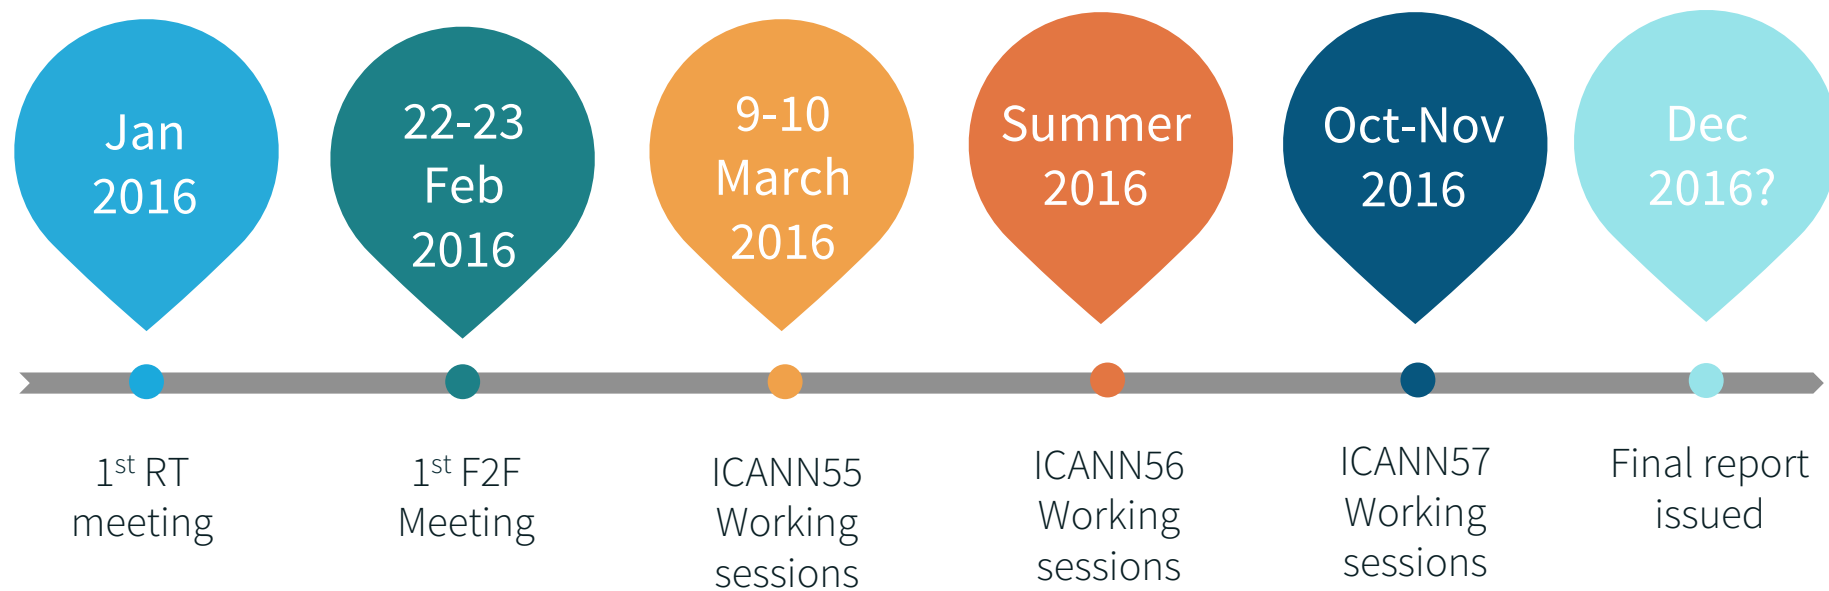 Jan
2016
22-23
Feb
2016
9-10
March
2016
Summer
2016
Oct-Nov
2016
Dec
2016?
1st RT
meeting
1st F2F
Meeting
ICANN55
Working
sessions
ICANN56
Working
sessions
ICANN57
Working
sessions
Final report
issued